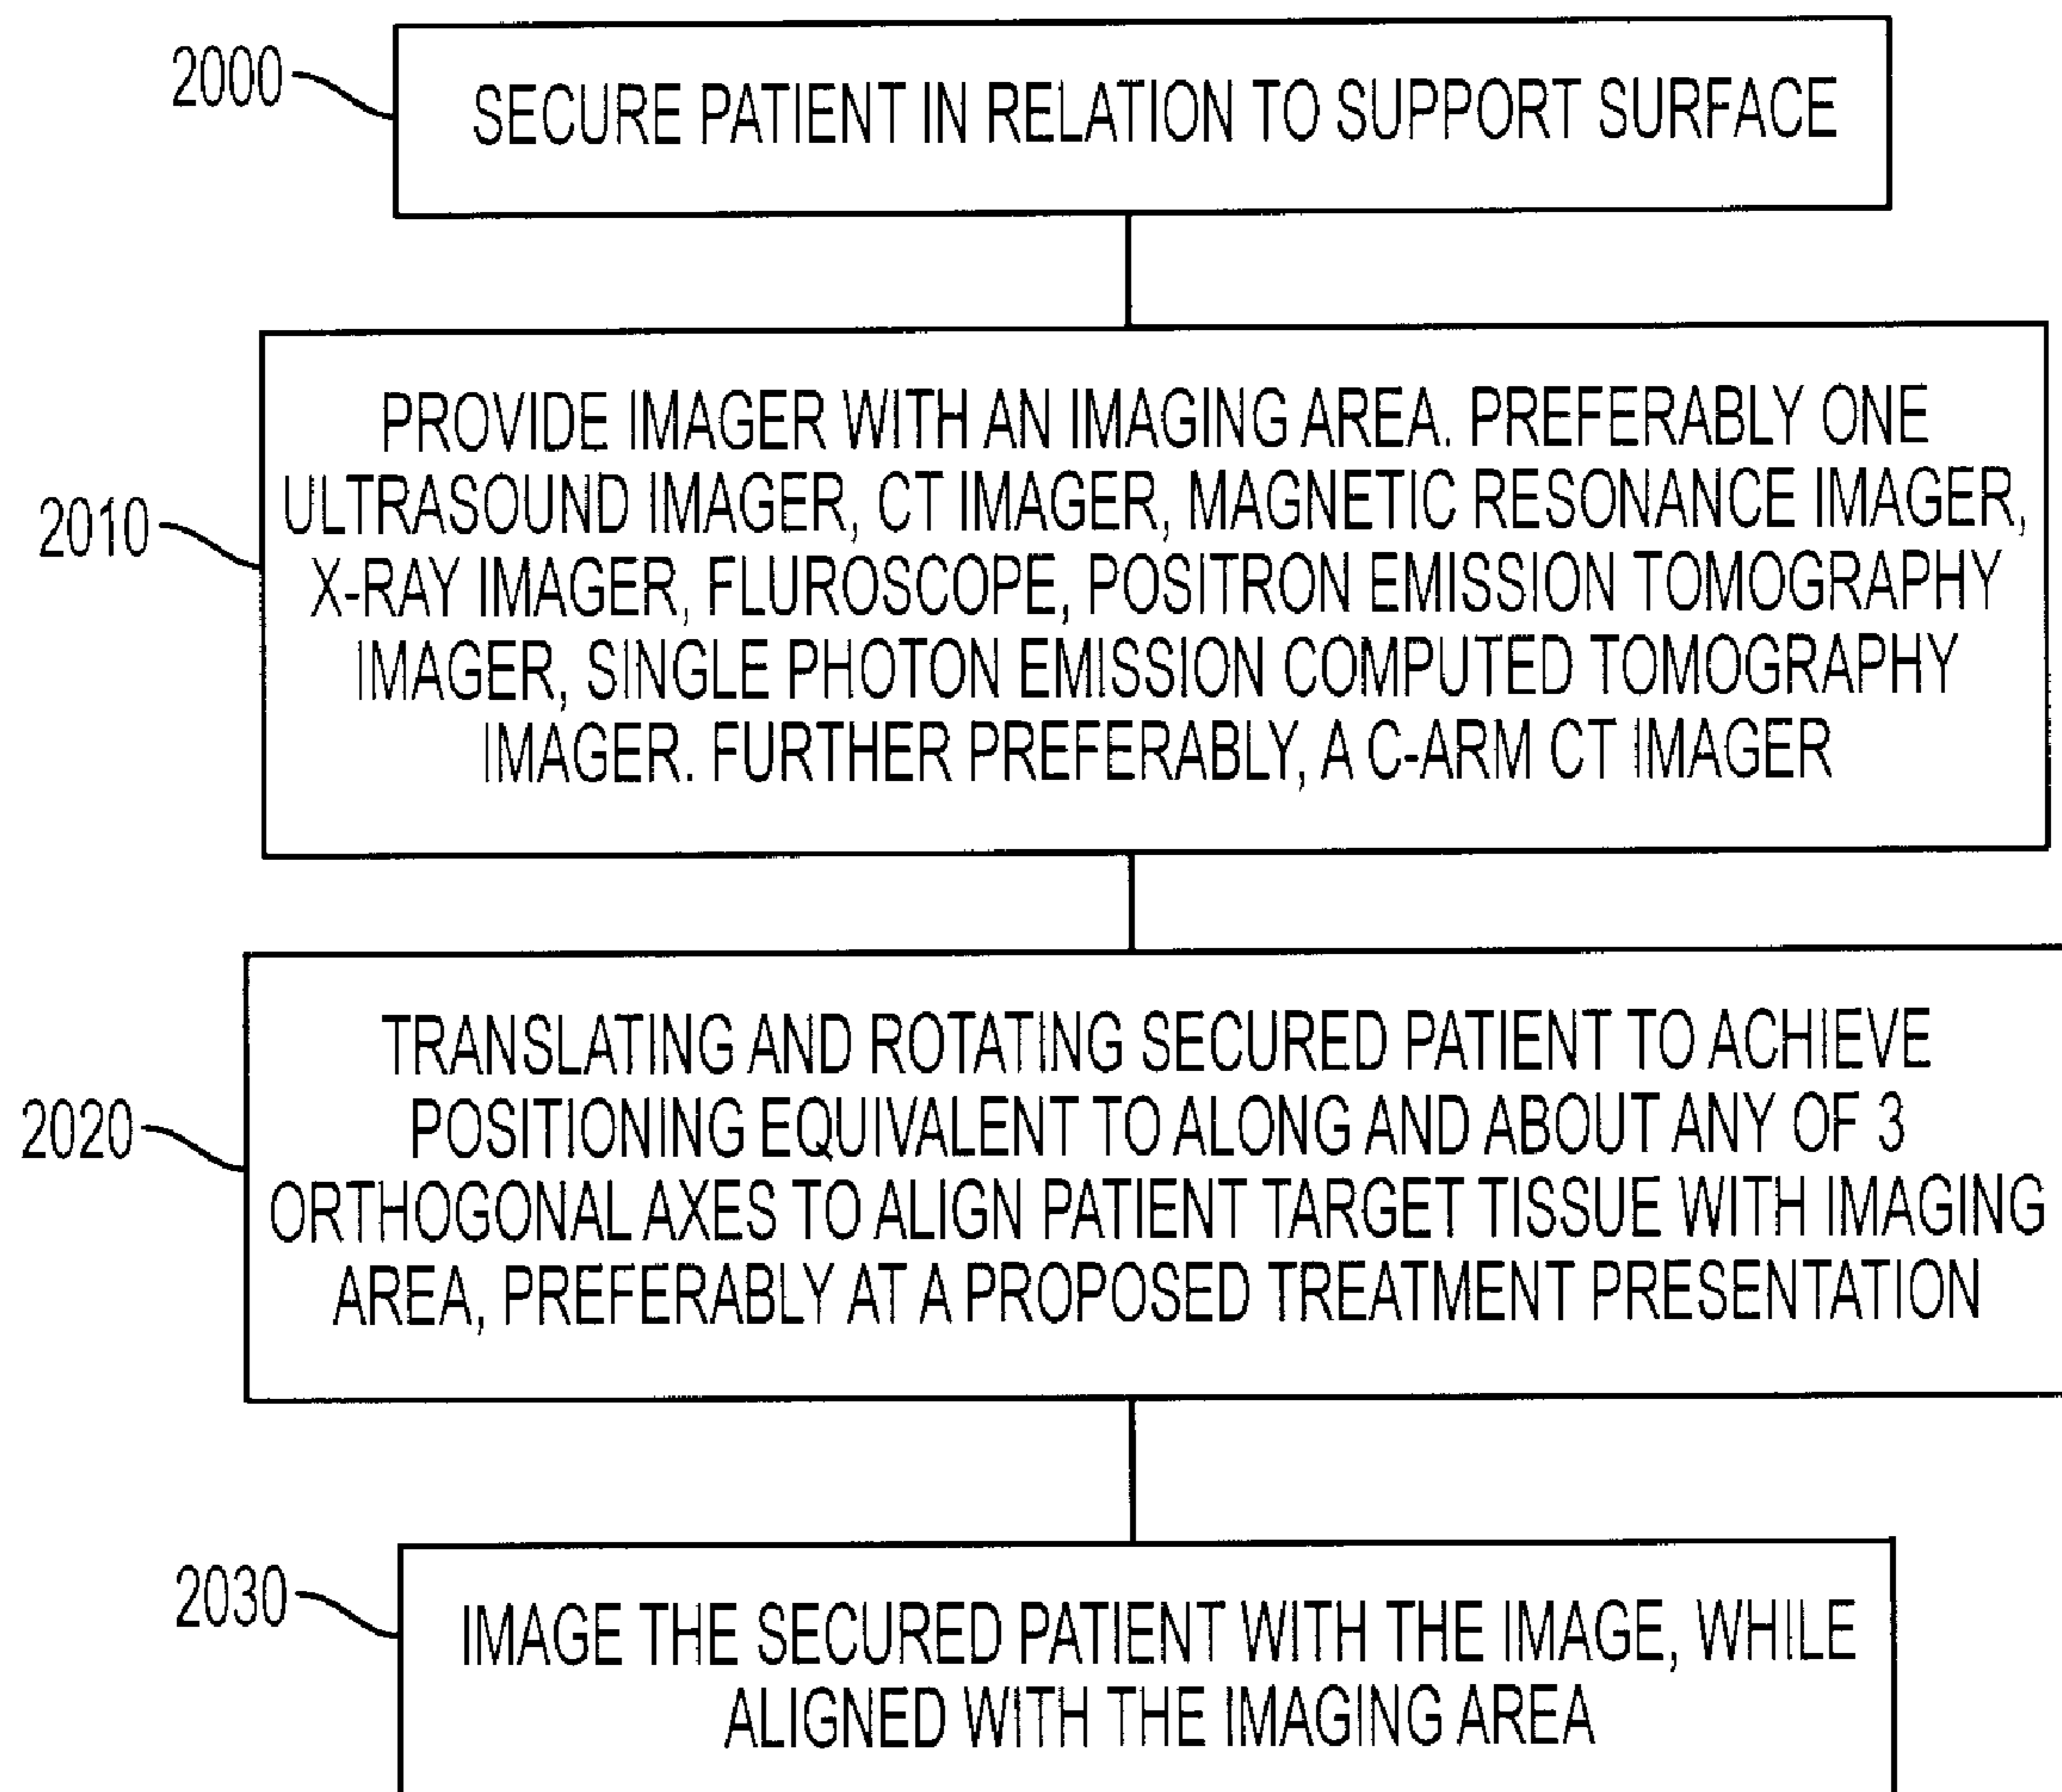 2000
SECURE PATIENT IN RELATION TO SUPPORT SURFACE
2010
PROVIDE IMAGER WITH AN IMAGING AREA. PREFERABLY ONE
ULTRASOUND IMAGER, CT IMAGER, MAGNETIC RESONANCE IMAGER,
X-RAY IMAGER, FLUROSCOPE, POSITRON EMISSION TOMOGRAPHY
IMAGER, SINGLE PHOTON EMISSION COMPUTED TOMOGRAPHY
IMAGER. FURTHER PREFERABLY, A C-ARM CT IMAGER
2020
TRANSLATING AND ROTATING SECURED PATIENT TO ACHIEVE
POSITIONING EQUIVALENT TO ALONG AND ABOUT ANY OF 3
ORTHOGONAL AXES TO ALIGN PATIENT TARGET TISSUE WITH IMAGING
AREA, PREFERABLY AT A PROPOSED TREATMENT PRESENTATION
2030
IMAGE THE SECURED PATIENT WITH THE IMAGE, WHILE
ALIGNED WITH THE IMAGING AREA